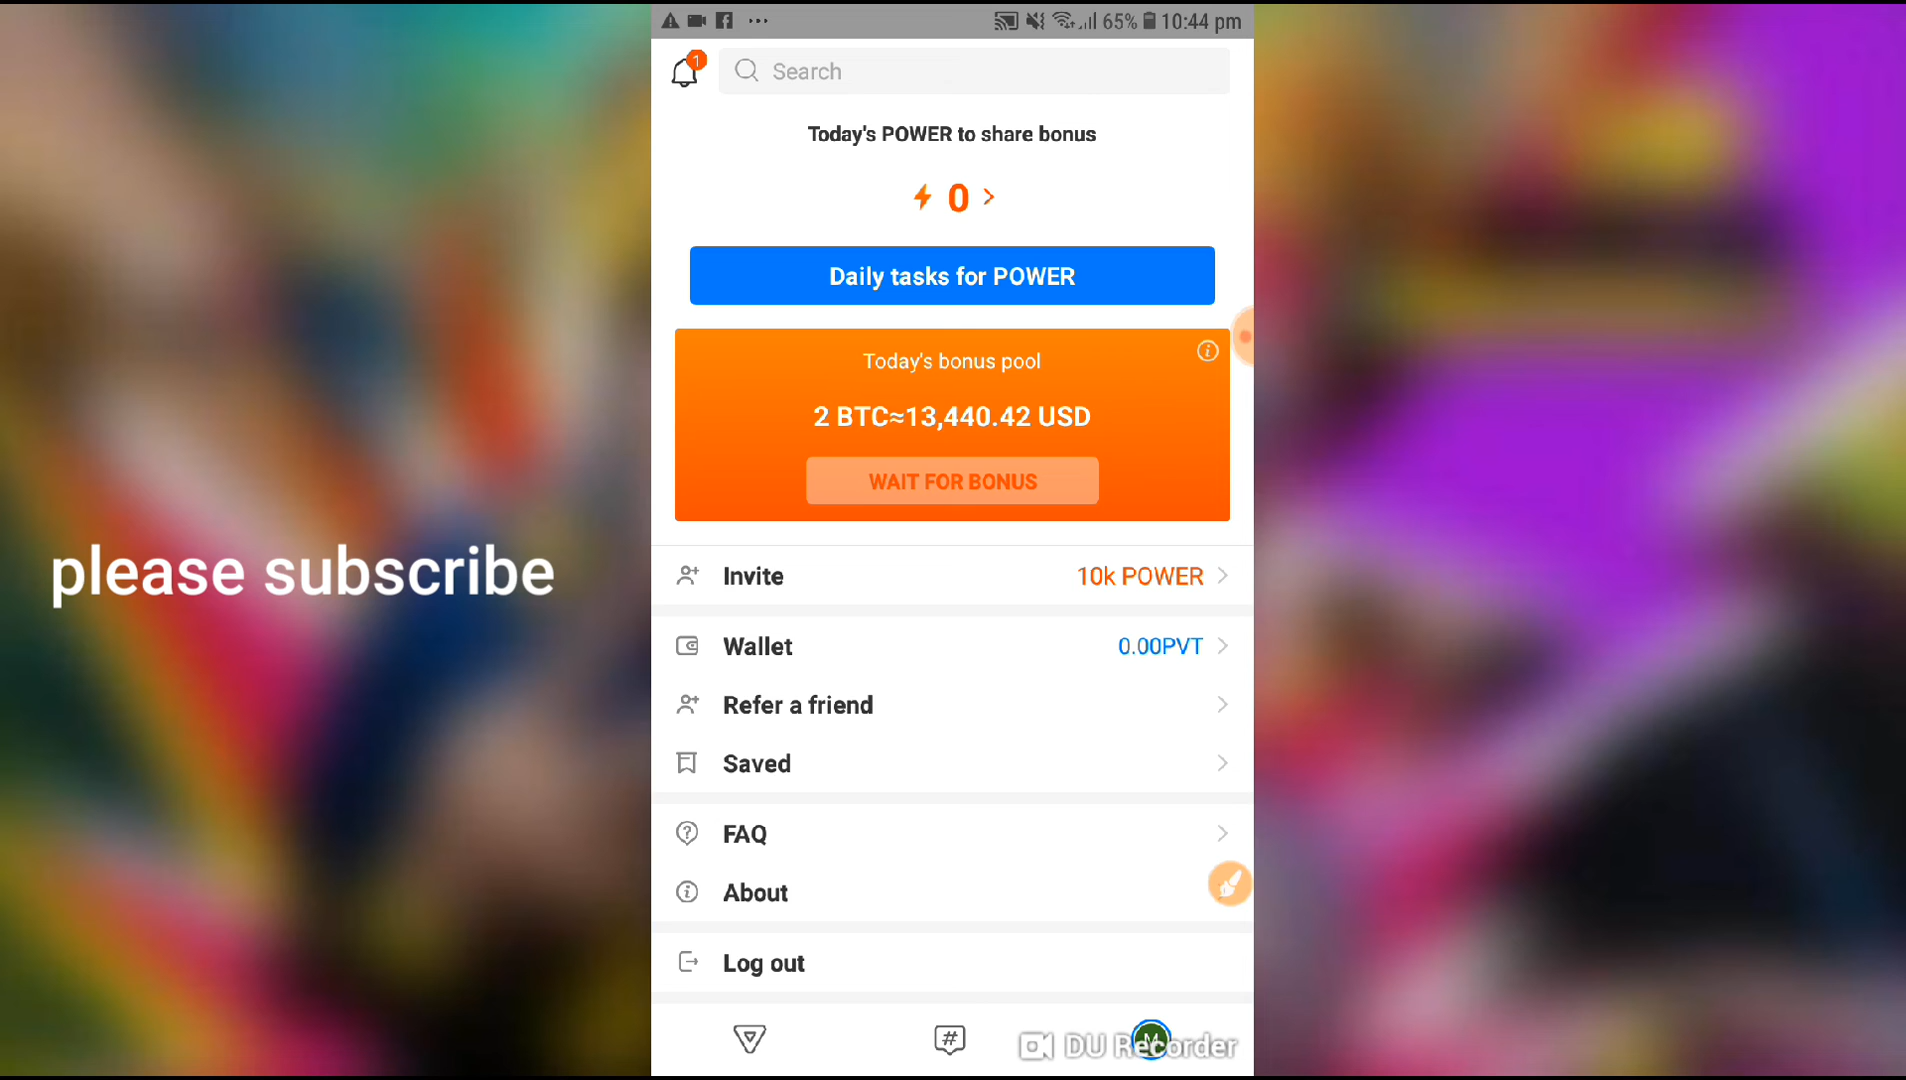 65% 10:44 pm
1
Search
Today's POWER to share bonus
0
Daily tasks for POWER
Today's bonus pool
2 BTC≈13,440.42 USD
WAIT FOR BONUS
please subscribe
Invite 10k POWER
Wallet 0.00PVT
Refer a friend
Saved
FAQ
About
Log out
#
M
DU Recorder